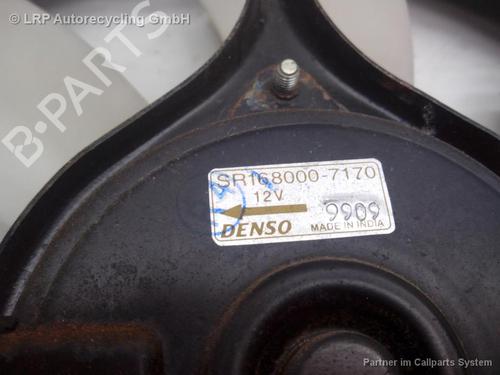 LRP Autorecycling GmbH
B-PARTS
SR168000-7170
12V
9909
DENSO
MADE IN INDIA
Partner im Callparts System